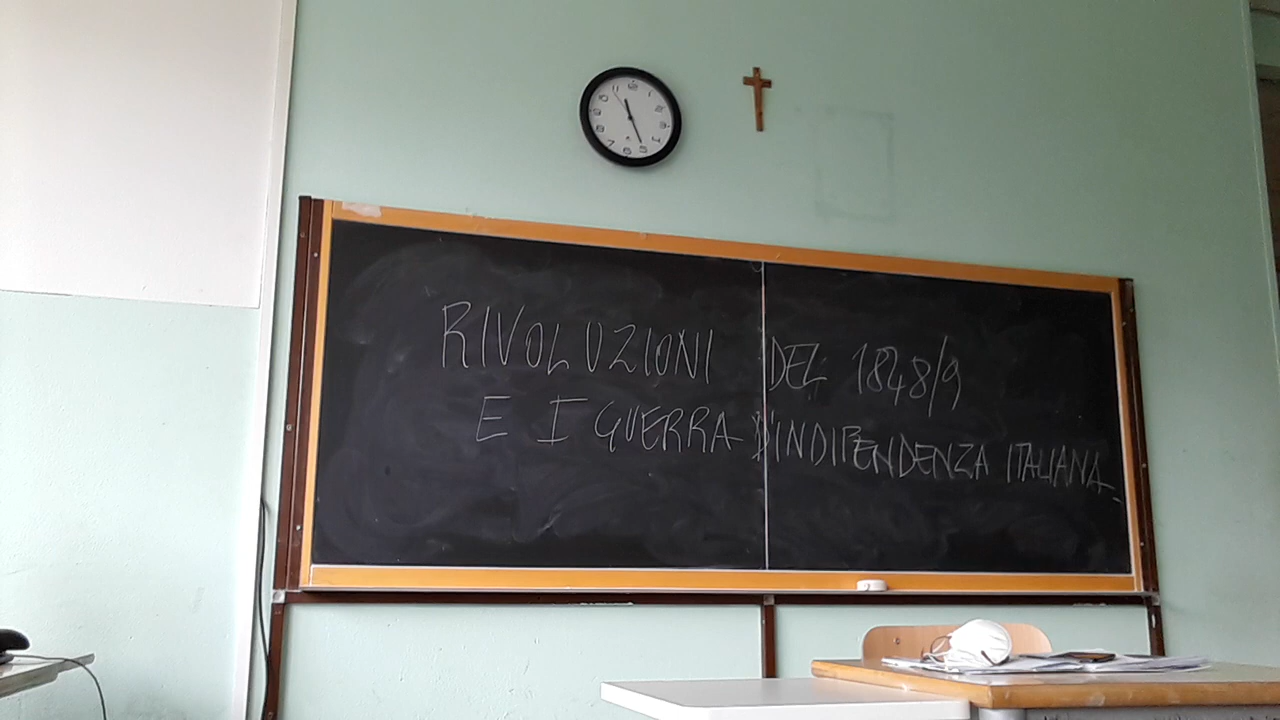 RIVOLUZIONI DEL 1848/9
E I GUERRA D'INDIPENDENZA ITALIANA